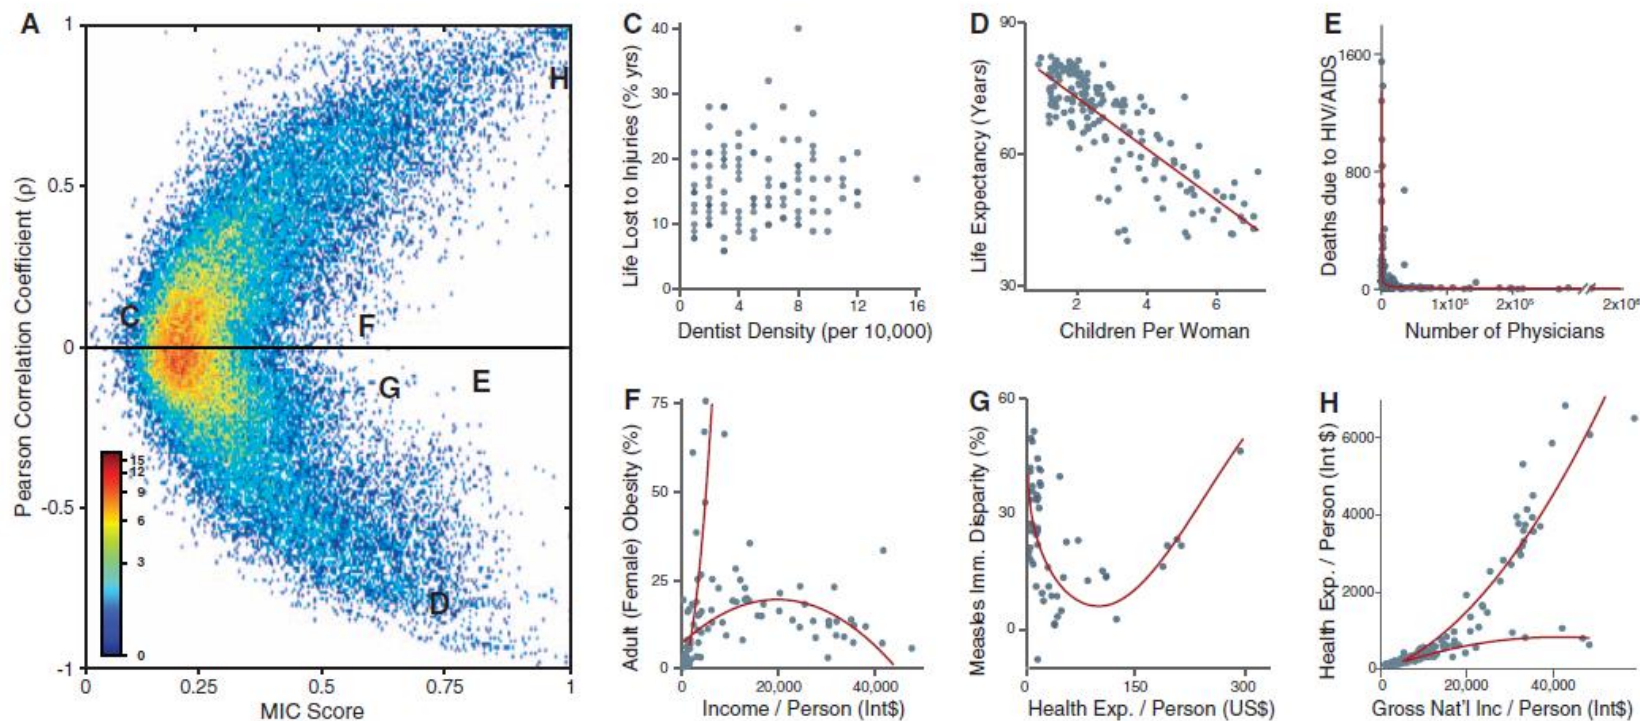 A
Pearson Correlation Coefficient (ρ)
1
0.5
0
-0.5
-1
C
F
G
E
H
D
15
12
9
6
3
0
0
0.25
0.5
0.75
1
MIC Score
C
Life Lost to Injuries (% yrs)
40
30
20
10
0
0
4
8
12
16
Dentist Density (per 10,000)
D
Life Expectancy (Years)
90
60
30
2
4
6
Children Per Woman
E
Deaths due to HIV/AIDS
1600
800
0
0
1x10⁵
2x10⁵
2x10⁶
Number of Physicians
F
Adult (Female) Obesity (%)
75
50
25
0
0
20,000
40,000
Income / Person (Int$)
G
Measles Imm. Disparity (%)
60
30
0
0
150
300
Health Exp. / Person (US$)
H
Health Exp. / Person (Int $)
6000
4000
2000
0
0
20,000
40,000
Gross Nat'l Inc / Person (Int$)